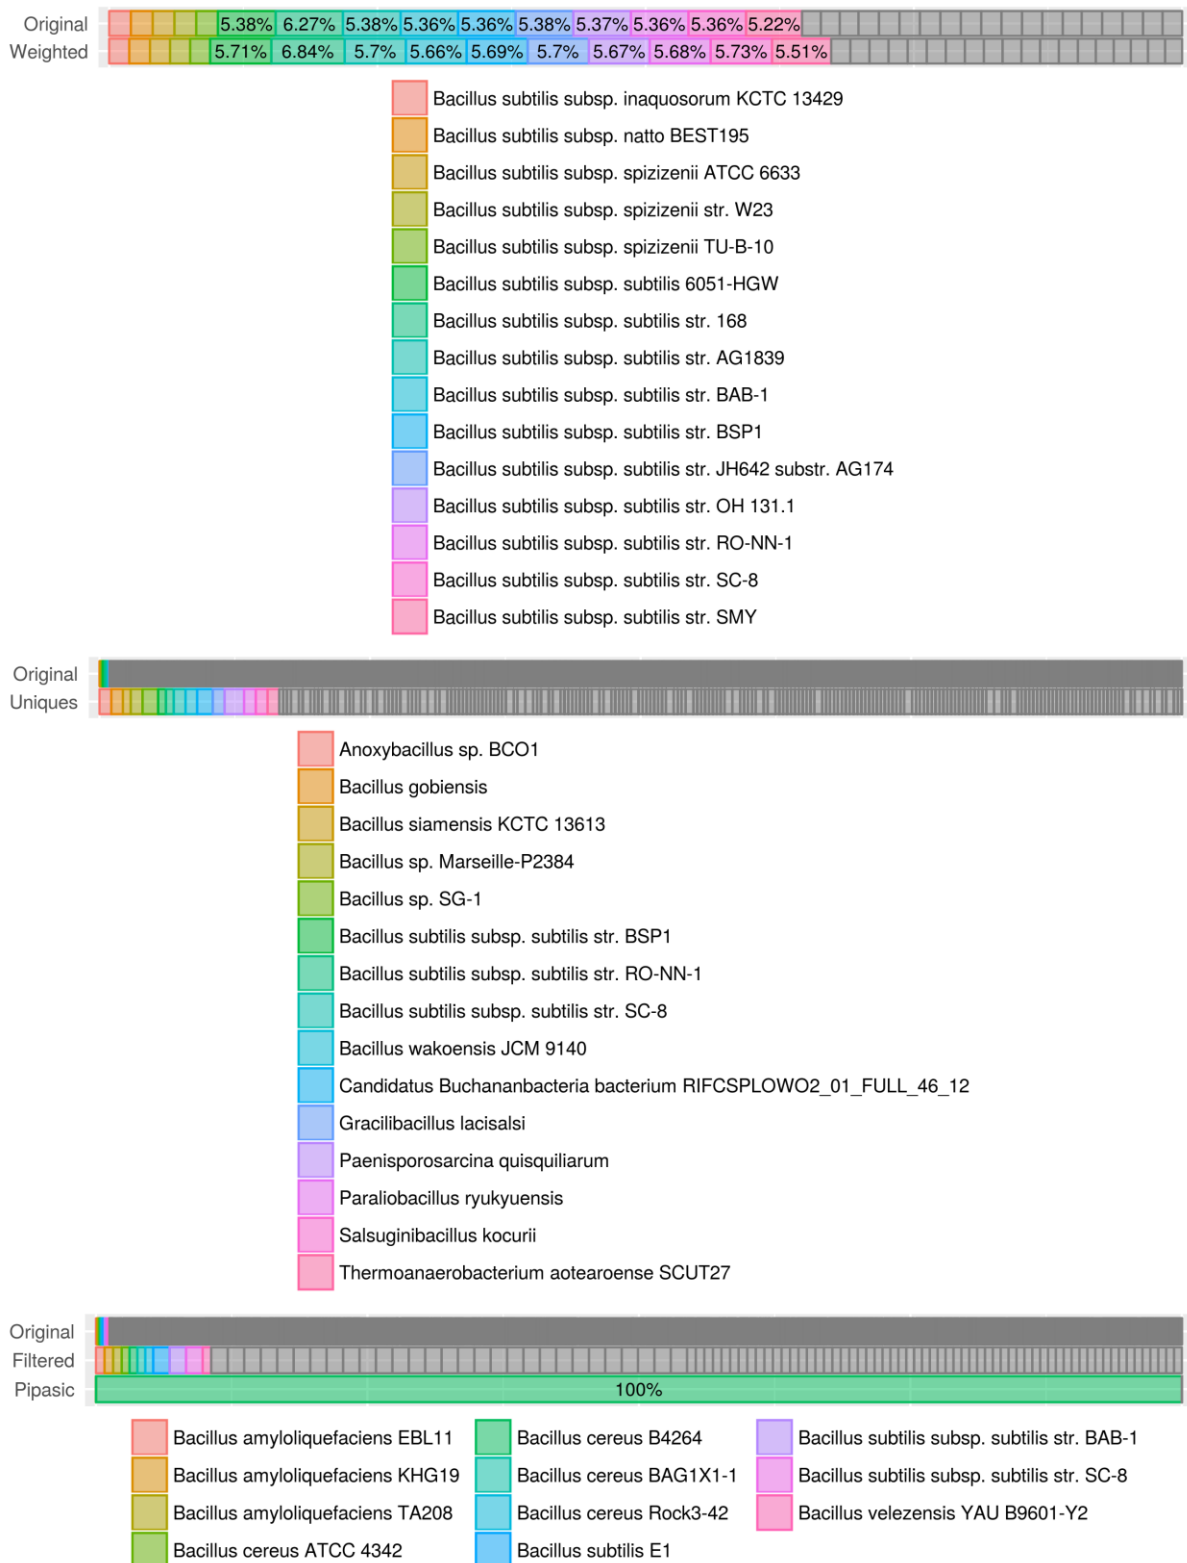 Original 5.38% 6.27% 5.38% 5.36% 5.36% 5.38% 5.37% 5.36% 5.36% 5.22%
Weighted 5.71% 6.84% 5.7% 5.66% 5.69% 5.7% 5.67% 5.68% 5.73% 5.51%
Bacillus subtilis subsp. inaquosorum KCTC 13429
Bacillus subtilis subsp. natto BEST195
Bacillus subtilis subsp. spizizenii ATCC 6633
Bacillus subtilis subsp. spizizenii str. W23
Bacillus subtilis subsp. spizizenii TU-B-10
Bacillus subtilis subsp. subtilis 6051-HGW
Bacillus subtilis subsp. subtilis str. 168
Bacillus subtilis subsp. subtilis str. AG1839
Bacillus subtilis subsp. subtilis str. BAB-1
Bacillus subtilis subsp. subtilis str. BSP1
Bacillus subtilis subsp. subtilis str. JH642 substr. AG174
Bacillus subtilis subsp. subtilis str. OH 131.1
Bacillus subtilis subsp. subtilis str. RO-NN-1
Bacillus subtilis subsp. subtilis str. SC-8
Bacillus subtilis subsp. subtilis str. SMY
Original
Uniques
Anoxybacillus sp. BCO1
Bacillus gobiensis
Bacillus siamensis KCTC 13613
Bacillus sp. Marseille-P2384
Bacillus sp. SG-1
Bacillus subtilis subsp. subtilis str. BSP1
Bacillus subtilis subsp. subtilis str. RO-NN-1
Bacillus subtilis subsp. subtilis str. SC-8
Bacillus wakoensis JCM 9140
Candidatus Buchananbacteria bacterium RIFCSPLOWO2_01_FULL_46_12
Gracilibacillus lacisalsi
Paenisporosarcina quisquiliarum
Paraliobacillus ryukyuensis
Salsuginibacillus kocurii
Thermoanaerobacterium aotearoense SCUT27
Original
Filtered
Pipasic 100%
Bacillus amyloliquefaciens EBL11 Bacillus cereus B4264 Bacillus subtilis subsp. subtilis str. BAB-1
Bacillus amyloliquefaciens KHG19 Bacillus cereus BAG1X1-1 Bacillus subtilis subsp. subtilis str. SC-8
Bacillus amyloliquefaciens TA208 Bacillus cereus Rock3-42 Bacillus velezensis YAU B9601-Y2
Bacillus cereus ATCC 4342 Bacillus subtilis E1